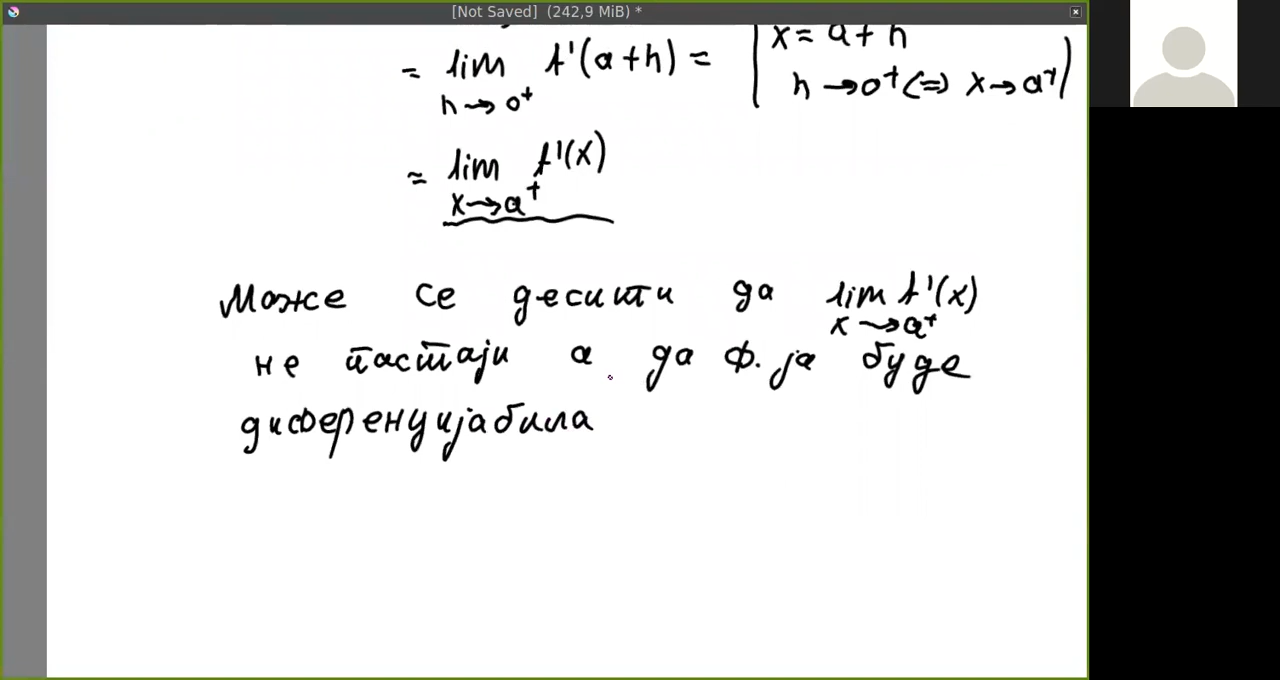 [Not Saved] (242,9 MiB) *
= lim f'(a+h) = | x = a+h
h→0⁺ h→0⁺ (=) x→a⁺ |
= lim f'(x)
x→a⁺
Може се десити да lim f'(x)
x→a⁺
не постоји а да ф. ја буде
диференцијабила